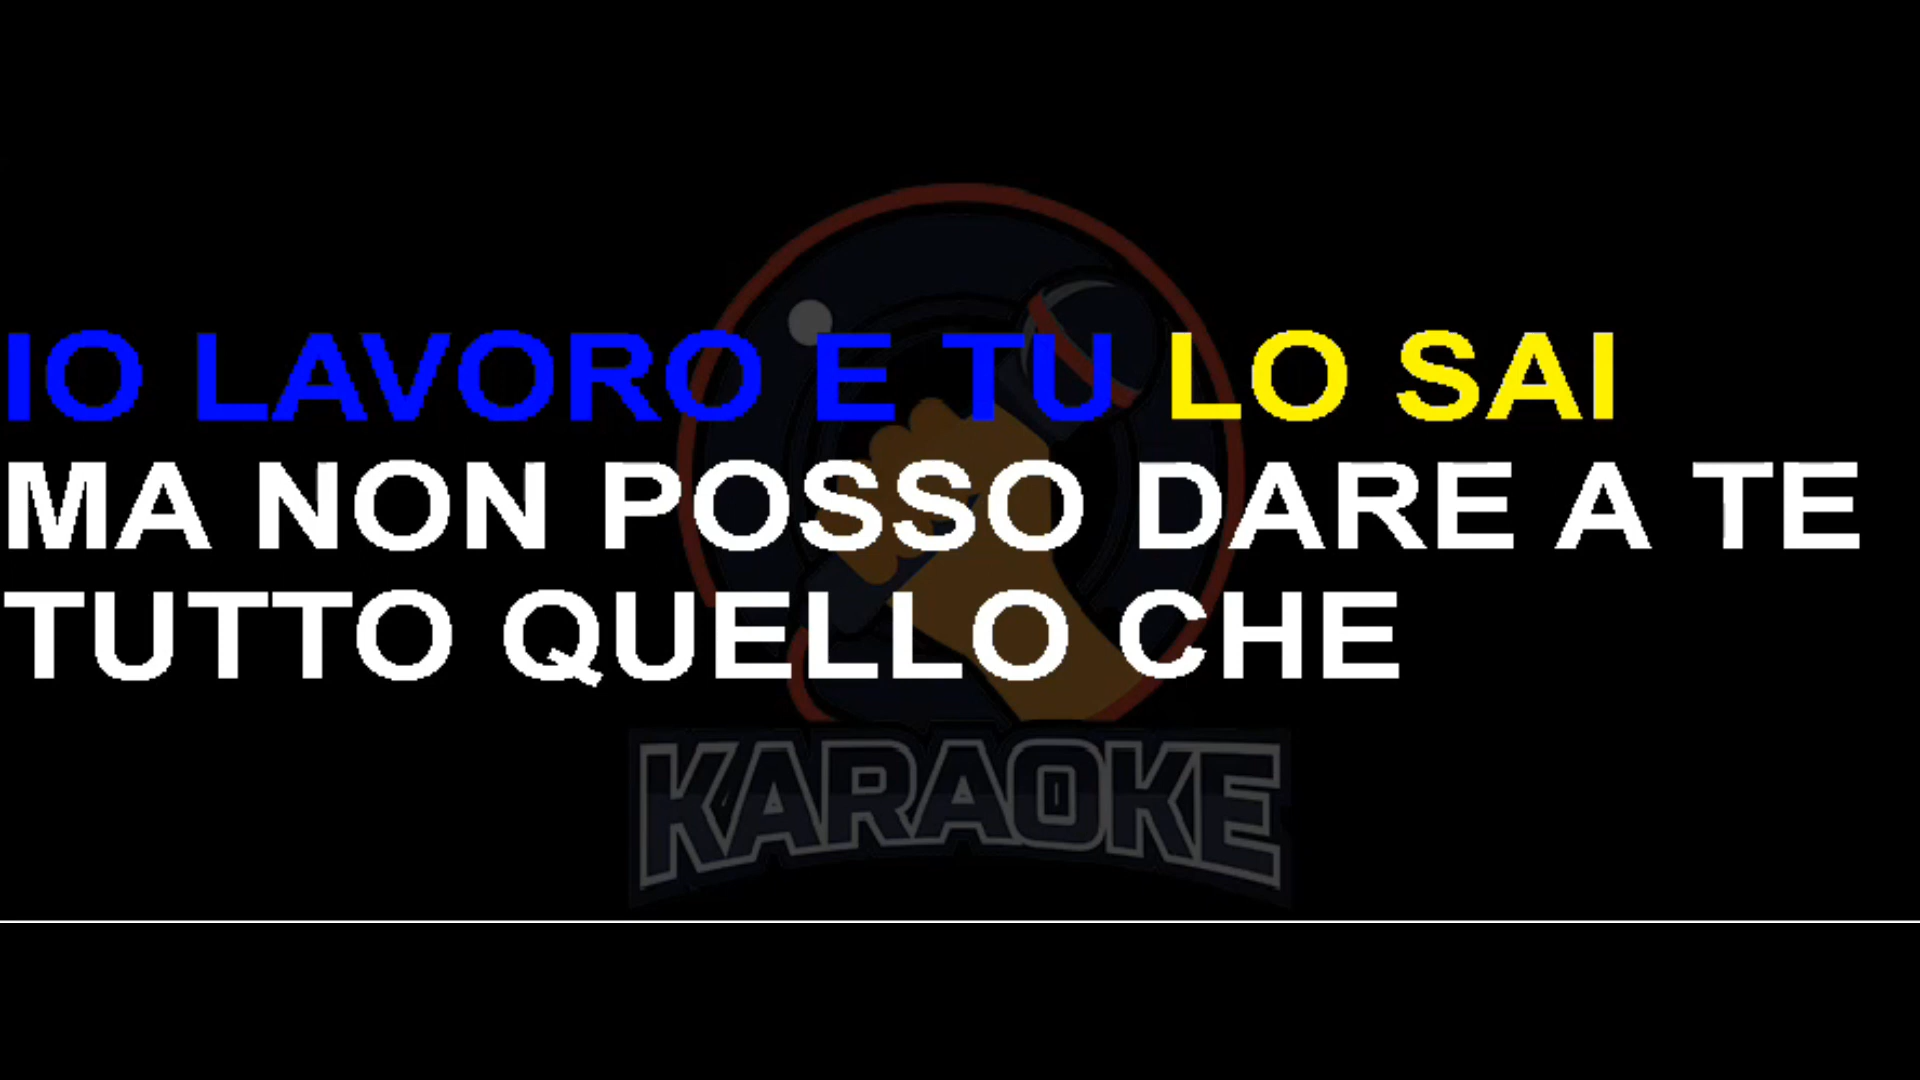 IO LAVORO E TU LO SAI
MA NON POSSO DARE A TE
TUTTO QUELLO CHE
KARAOKE